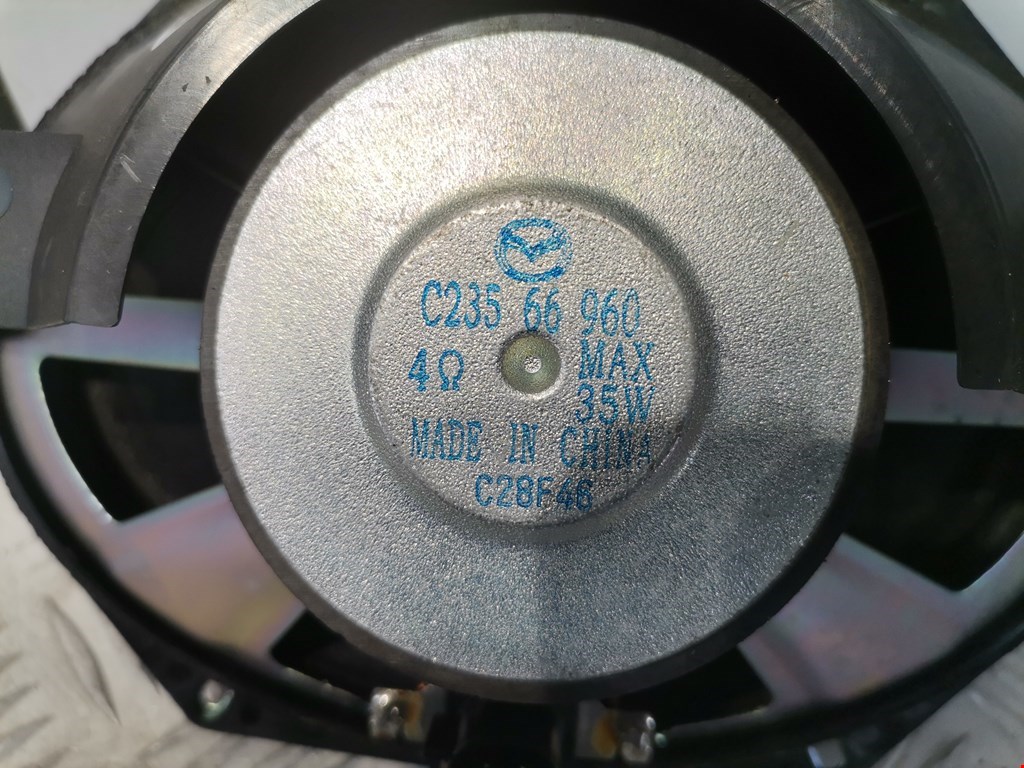 C235 66 960
4Ω MAX
35W
MADE IN CHINA
C28F46